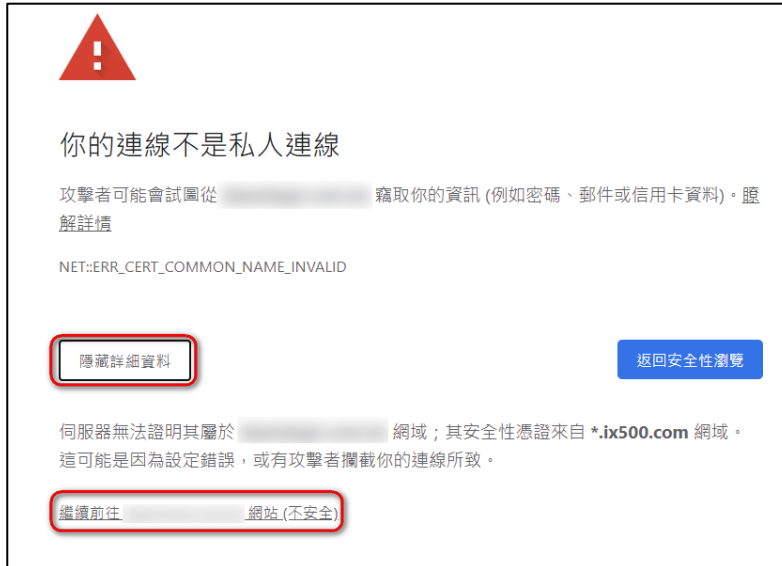 你的連線不是私人連線
攻擊者可能會試圖從 竊取你的資訊 (例如密碼、郵件或信用卡資料)。瞭
解詳情
NET::ERR_CERT_COMMON_NAME_INVALID
隱藏詳細資料
返回安全性瀏覽
伺服器無法證明其屬於 網域；其安全性憑證來自 *.ix500.com 網域。
這可能是因為設定錯誤，或有攻擊者攔截你的連線所致。
繼續前往 網站 (不安全)